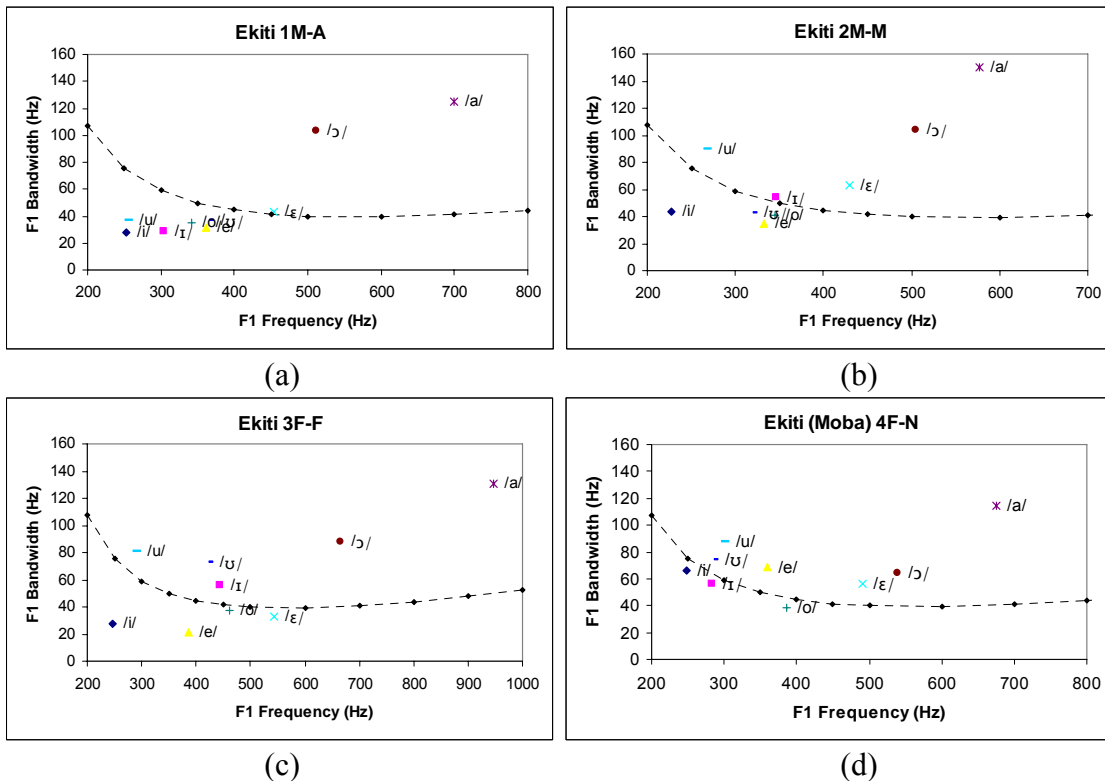 Ekiti 1M-A
F1 Bandwidth (Hz)
160
140
120
100
80
60
40
20
0
/a/
/ɔ/
/ɛ/
/u/
/o/
/ʊ/
/i/
/ɪ/
/e/
200 300 400 500 600 700 800
F1 Frequency (Hz)
(a)
Ekiti 2M-M
F1 Bandwidth (Hz)
160
140
120
100
80
60
40
20
0
/a/
/ɔ/
/u/
/ɛ/
/ɪ/
/i/
/ʊ/
/o/
/e/
200 300 400 500 600 700
F1 Frequency (Hz)
(b)
Ekiti 3F-F
F1 Bandwidth (Hz)
160
140
120
100
80
60
40
20
0
/a/
/ɔ/
/u/
/ʊ/
/ɪ/
/o/
/ɛ/
/i/
/e/
200 300 400 500 600 700 800 900 1000
F1 Frequency (Hz)
(c)
Ekiti (Moba) 4F-N
F1 Bandwidth (Hz)
160
140
120
100
80
60
40
20
0
/a/
/u/
/ʊ/
/e/
/i/
/ɔ/
/ɪ/
/ɛ/
/o/
200 300 400 500 600 700 800
F1 Frequency (Hz)
(d)